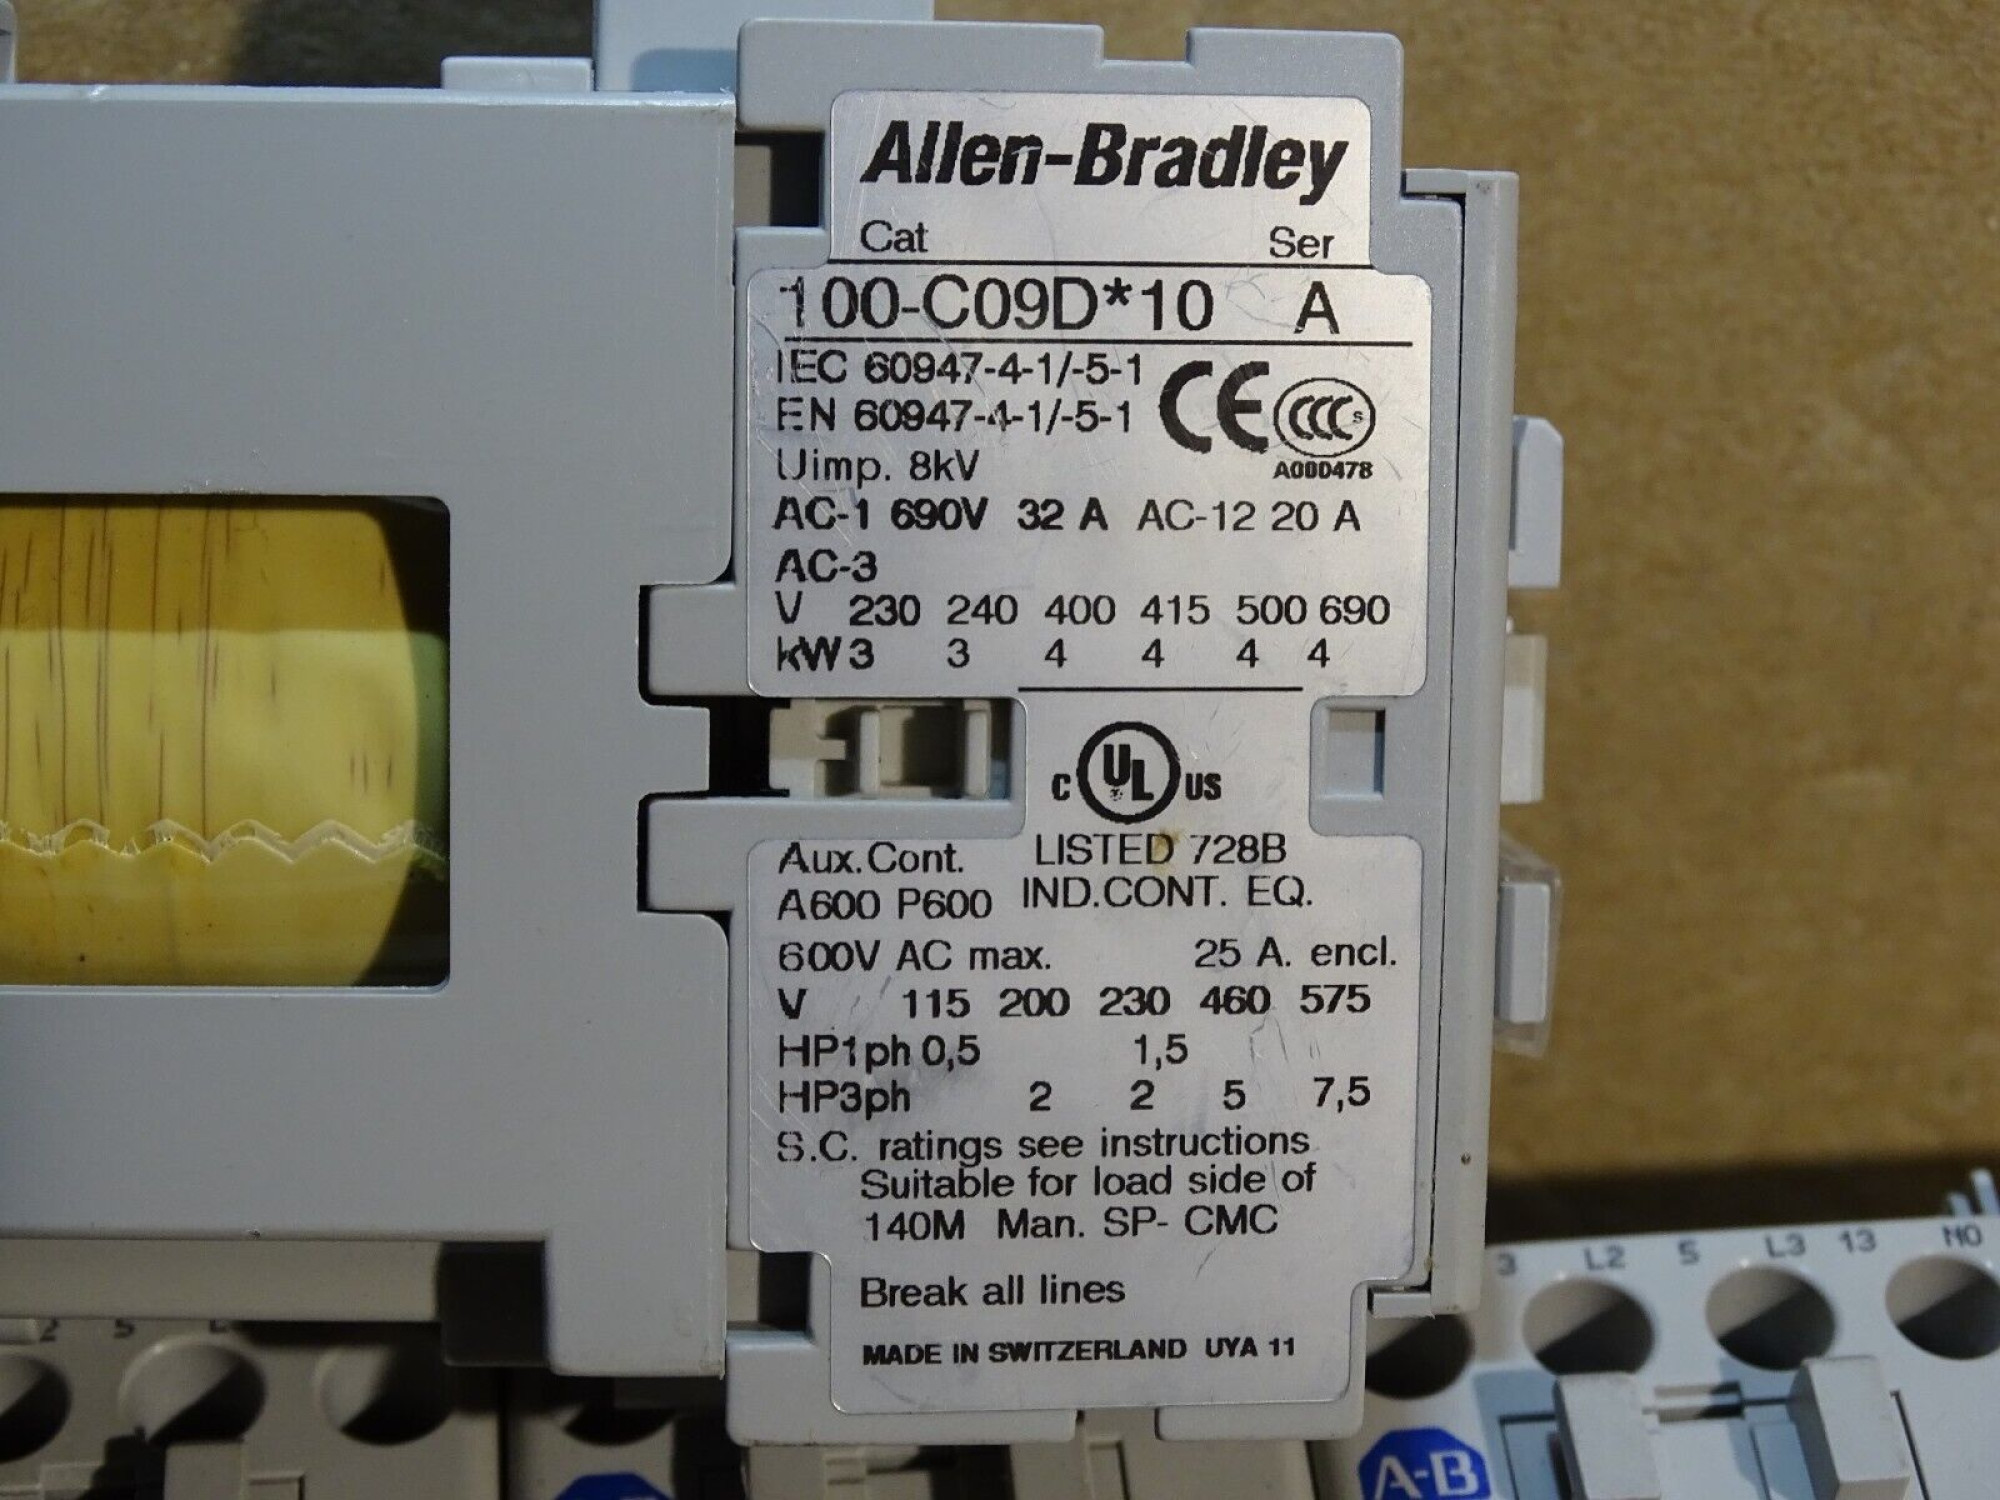 Allen-Bradley
Cat Ser
100-C09D*10 A
IEC 60947-4-1/-5-1
EN 60947-4-1/-5-1
CE CCC S
A000478
Uimp. 8kV
AC-1 690V 32 A AC-12 20 A
AC-3
V 230 240 400 415 500 690
kW 3 3 4 4 4 4
C UL US
LISTED 728B
IND.CONT. EQ.
Aux.Cont.
A600 P600
600V AC max. 25 A. encl.
V 115 200 230 460 575
HP1ph 0,5 1,5
HP3ph 2 2 5 7,5
S.C. ratings see instructions
Suitable for load side of
140M Man. SP- CMC
Break all lines
MADE IN SWITZERLAND UYA 11
3 L2 5 L3 13 NO
2 5
A-B